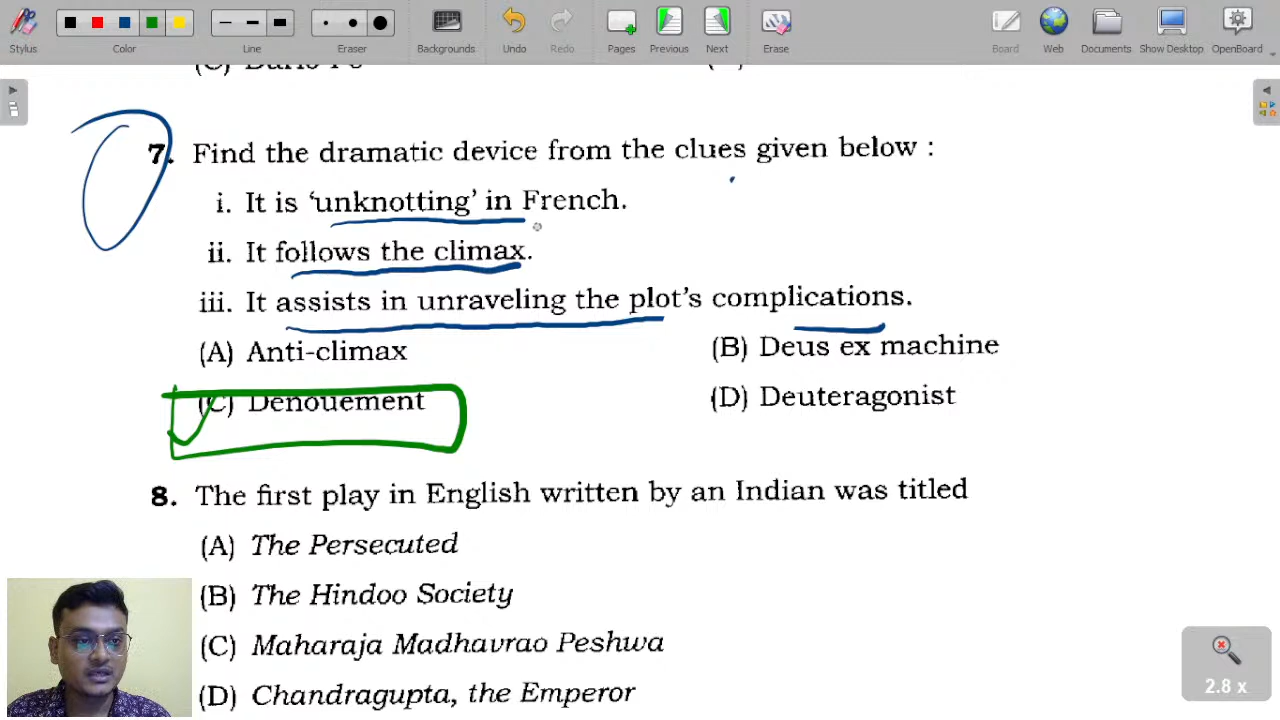 Stylus Color Line Eraser Backgrounds Undo Redo Pages Previous Next Erase Board Web Documents Show Desktop OpenBoard
7. Find the dramatic device from the clues given below :
i. It is ‘unknotting’ in French.
ii. It follows the climax.
iii. It assists in unraveling the plot’s complications.
(A) Anti-climax (B) Deus ex machine
(C) Denouement (D) Deuteragonist
8. The first play in English written by an Indian was titled
(A) The Persecuted
(B) The Hindoo Society
(C) Maharaja Madhavrao Peshwa
(D) Chandragupta, the Emperor
2.8 x